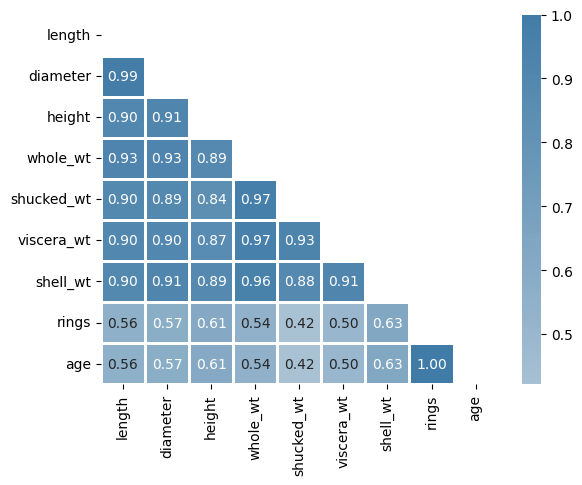 length
diameter 0.99
height 0.90 0.91
whole_wt 0.93 0.93 0.89
shucked_wt 0.90 0.89 0.84 0.97
viscera_wt 0.90 0.90 0.87 0.97 0.93
shell_wt 0.90 0.91 0.89 0.96 0.88 0.91
rings 0.56 0.57 0.61 0.54 0.42 0.50 0.63
age 0.56 0.57 0.61 0.54 0.42 0.50 0.63 1.00
length diameter height whole_wt shucked_wt viscera_wt shell_wt rings age
1.0
0.9
0.8
0.7
0.6
0.5